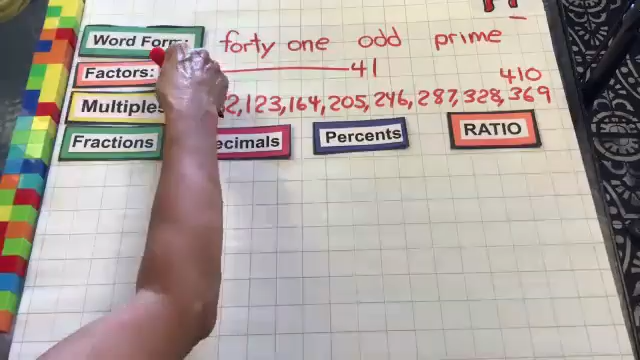 Word Form forty one odd prime
Factors: 41
410
Multiples 2, 123, 164, 205, 246, 287, 328, 369
Fractions ecimals Percents RATIO